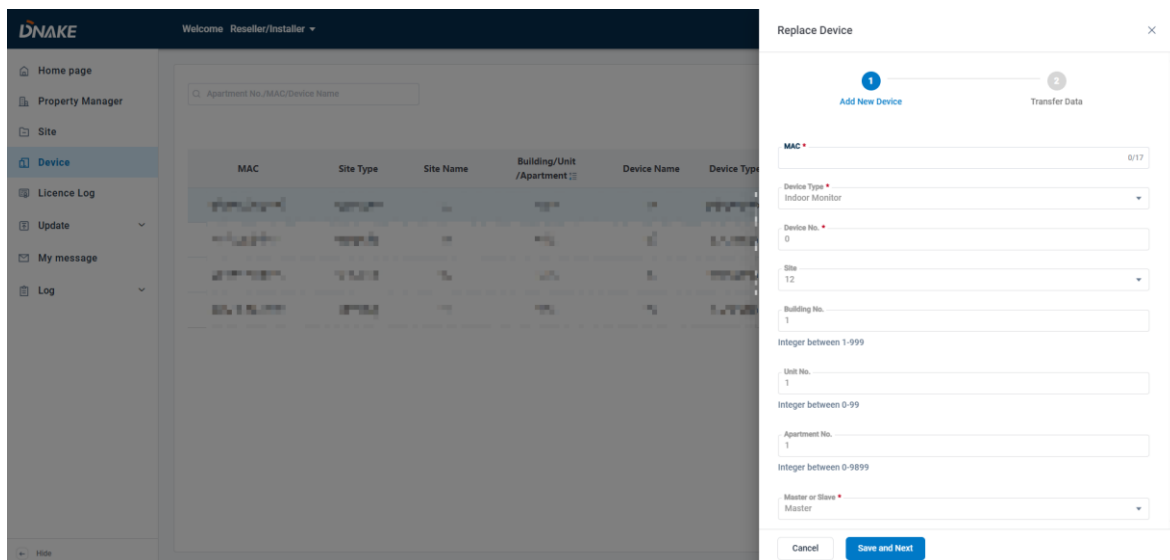 DNAKE
Welcome Reseller/Installer
Replace Device
Home page
Property Manager
Site
Device
Licence Log
Update
My message
Log
Hide
Apartment No./MAC/Device Name
MAC
Site Type
Site Name
Building/Unit
/Apartment
Device Name
Device Type
1
2
Add New Device
Transfer Data
MAC *
0/17
Device Type *
Indoor Monitor
Device No. *
0
Site
12
Building No.
1
Integer between 1-999
Unit No.
1
Integer between 0-99
Apartment No.
1
Integer between 0-9899
Master or Slave *
Master
Cancel
Save and Next